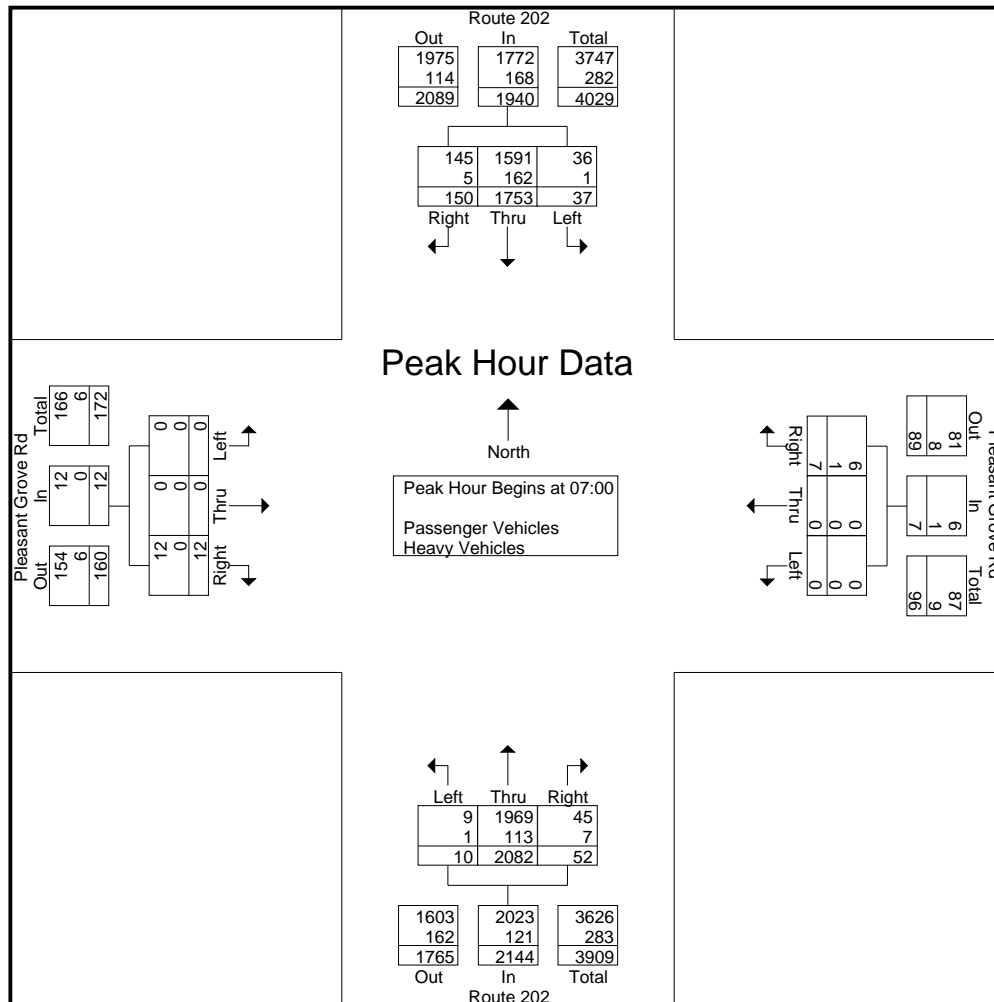 Route 202
Out In Total
1975 1772 3747
114 168 282
2089 1940 4029
145 1591 36
5 162 1
150 1753 37
Right Thru Left
Peak Hour Data
North
Peak Hour Begins at 07:00
Passenger Vehicles
Heavy Vehicles
Pleasant Grove Rd
Out In Total
154 12 166
6 0 6
160 12 172
Left Thru Right
0 0 12
0 0 0
0 0 12
Pleasant Grove Rd
Out In Total
81 6 87
8 1 9
89 7 96
Right Thru Left
6 0 0
1 0 0
7 0 0
Left Thru Right
9 1969 45
1 113 7
10 2082 52
1603 2023 3626
162 121 283
1765 2144 3909
Out In Total
Route 202